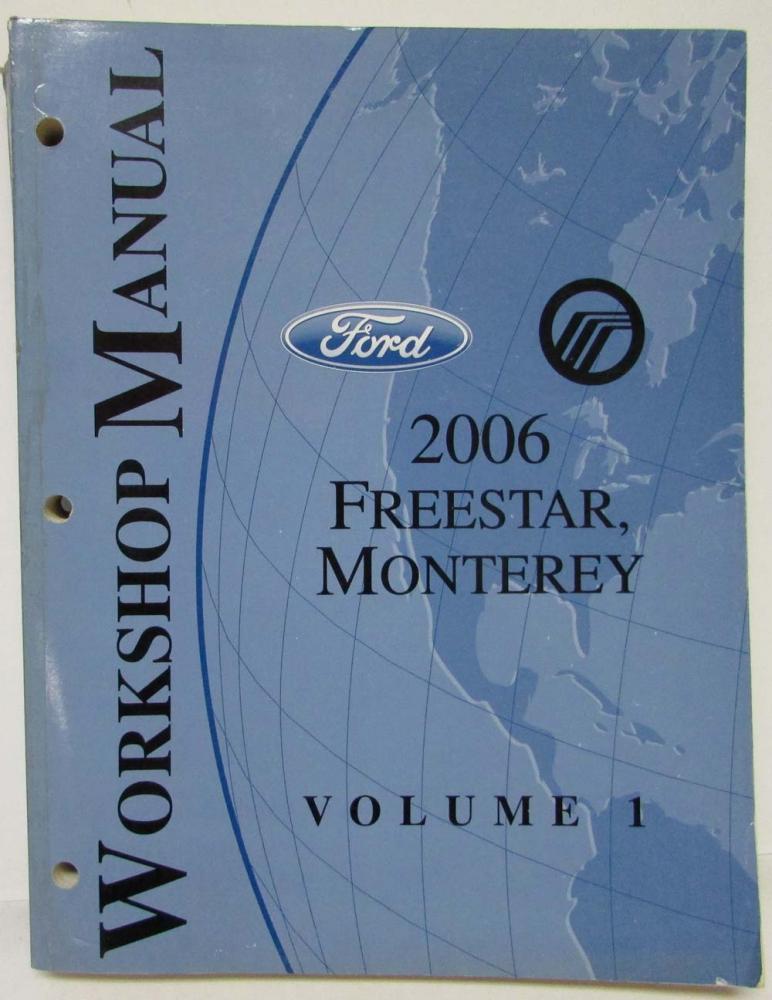 WORKSHOP MANUAL
Ford
2006
FREESTAR,
MONTEREY
VOLUME 1